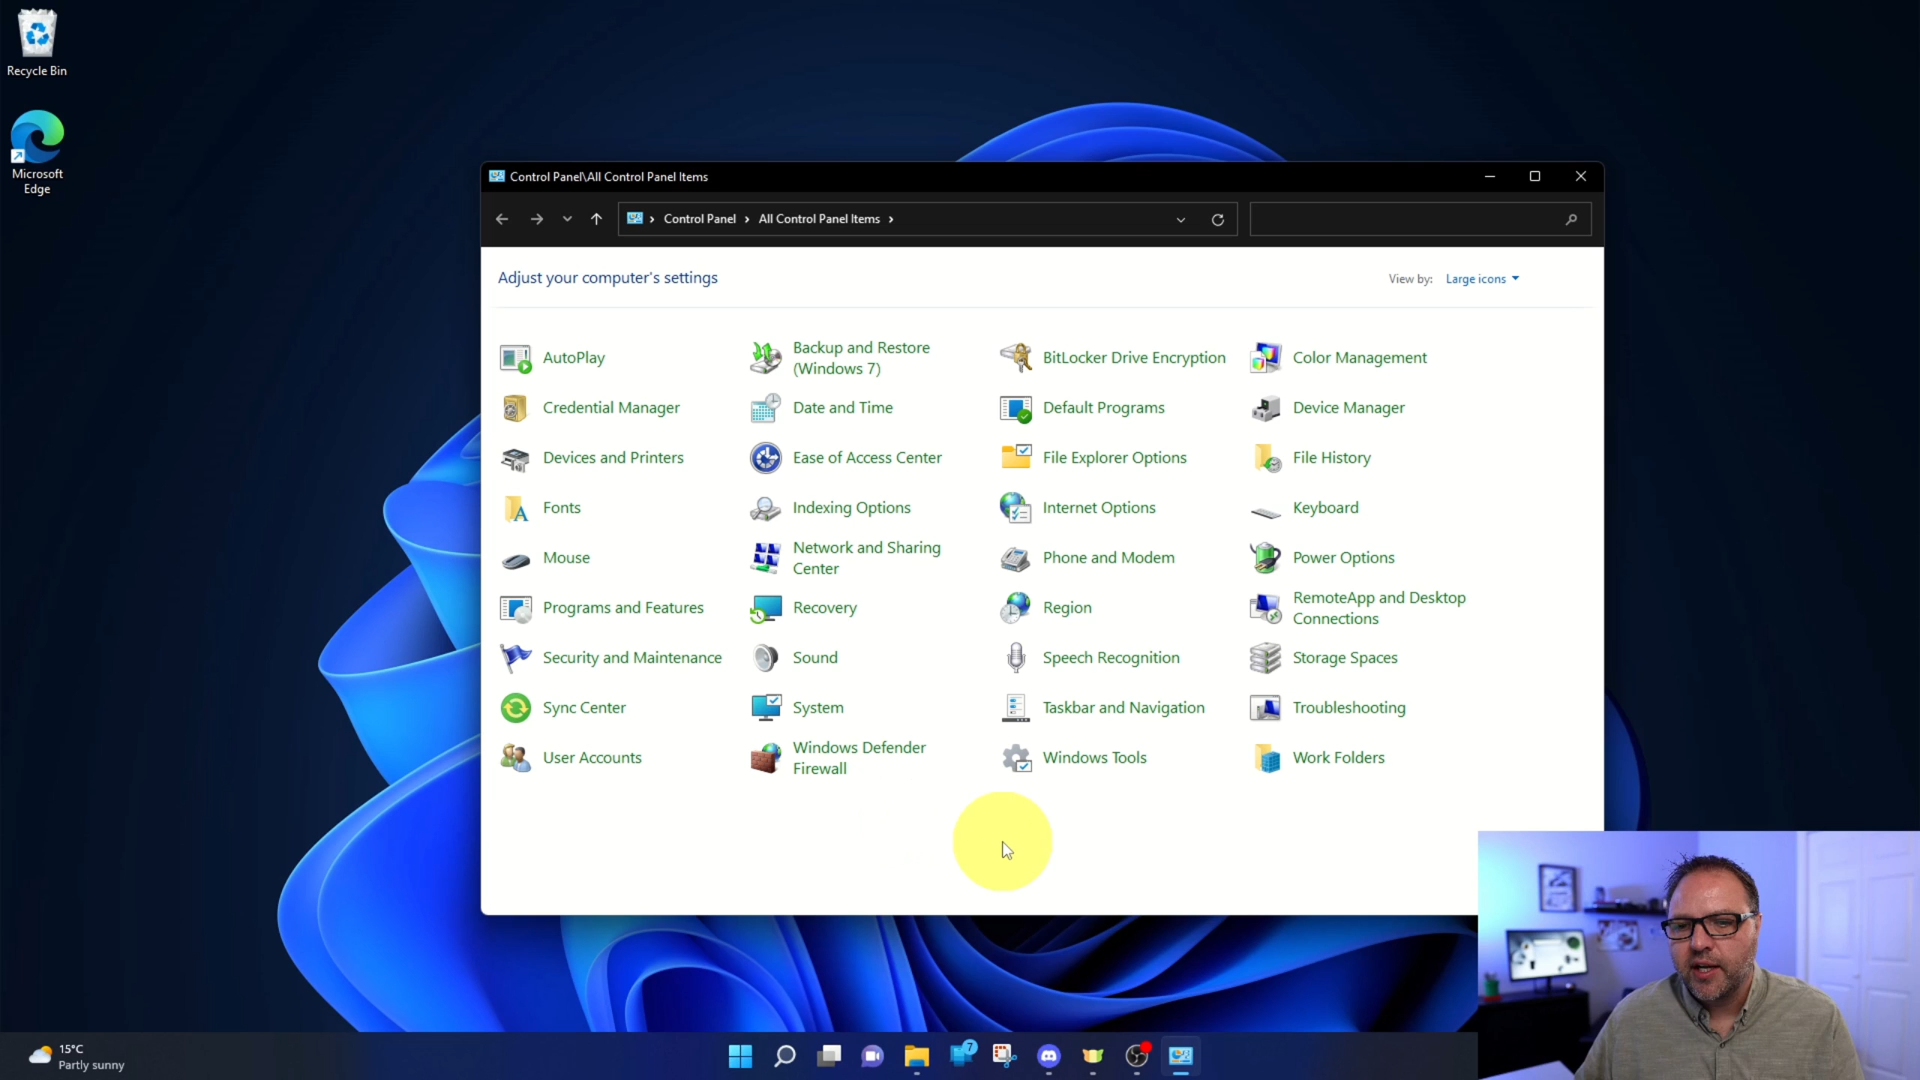 Recycle Bin
Microsoft
Edge
Control Panel\All Control Panel Items
Control Panel
All Control Panel Items
Adjust your computer's settings
View by:
Large icons
AutoPlay
Backup and Restore
(Windows 7)
BitLocker Drive Encryption
Color Management
Credential Manager
Date and Time
Default Programs
Device Manager
Devices and Printers
Ease of Access Center
File Explorer Options
File History
Fonts
Indexing Options
Internet Options
Keyboard
Mouse
Network and Sharing
Center
Phone and Modem
Power Options
Programs and Features
Recovery
Region
RemoteApp and Desktop
Connections
Security and Maintenance
Sound
Speech Recognition
Storage Spaces
Sync Center
System
Taskbar and Navigation
Troubleshooting
User Accounts
Windows Defender
Firewall
Windows Tools
Work Folders
15°C
Partly sunny
7